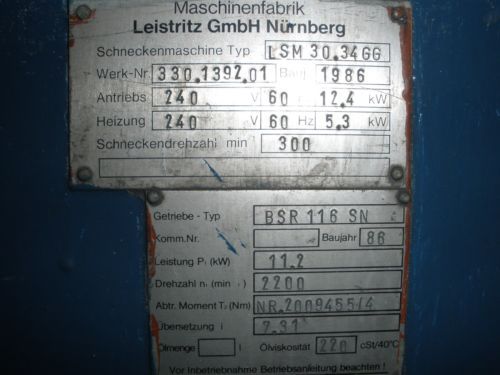 Maschinenfabrik
Leistritz GmbH Nürnberg
Schneckenmaschine Typ LSM 30.34GG
Werk-Nr. 330.1392.01 Bauj. 1986
Antriebs 240 V 60 12.4 kW
Heizung 240 V 60 Hz 5.3 kW
Schneckendrehzahl min 300
Getriebe - Typ BSR 116 SN
Komm.Nr. Baujahr 86
Leistung P₁ (kW) 11.2
Drehzahl n₁ (min ) 2200
Abtr. Moment T₂ (Nm) NR.2009455/4
Übersetzung i 7.31
Ölmenge l Ölviskosität 220 cSt/40°C
Vor Inbetriebnahme Betriebsanleitung beachten !